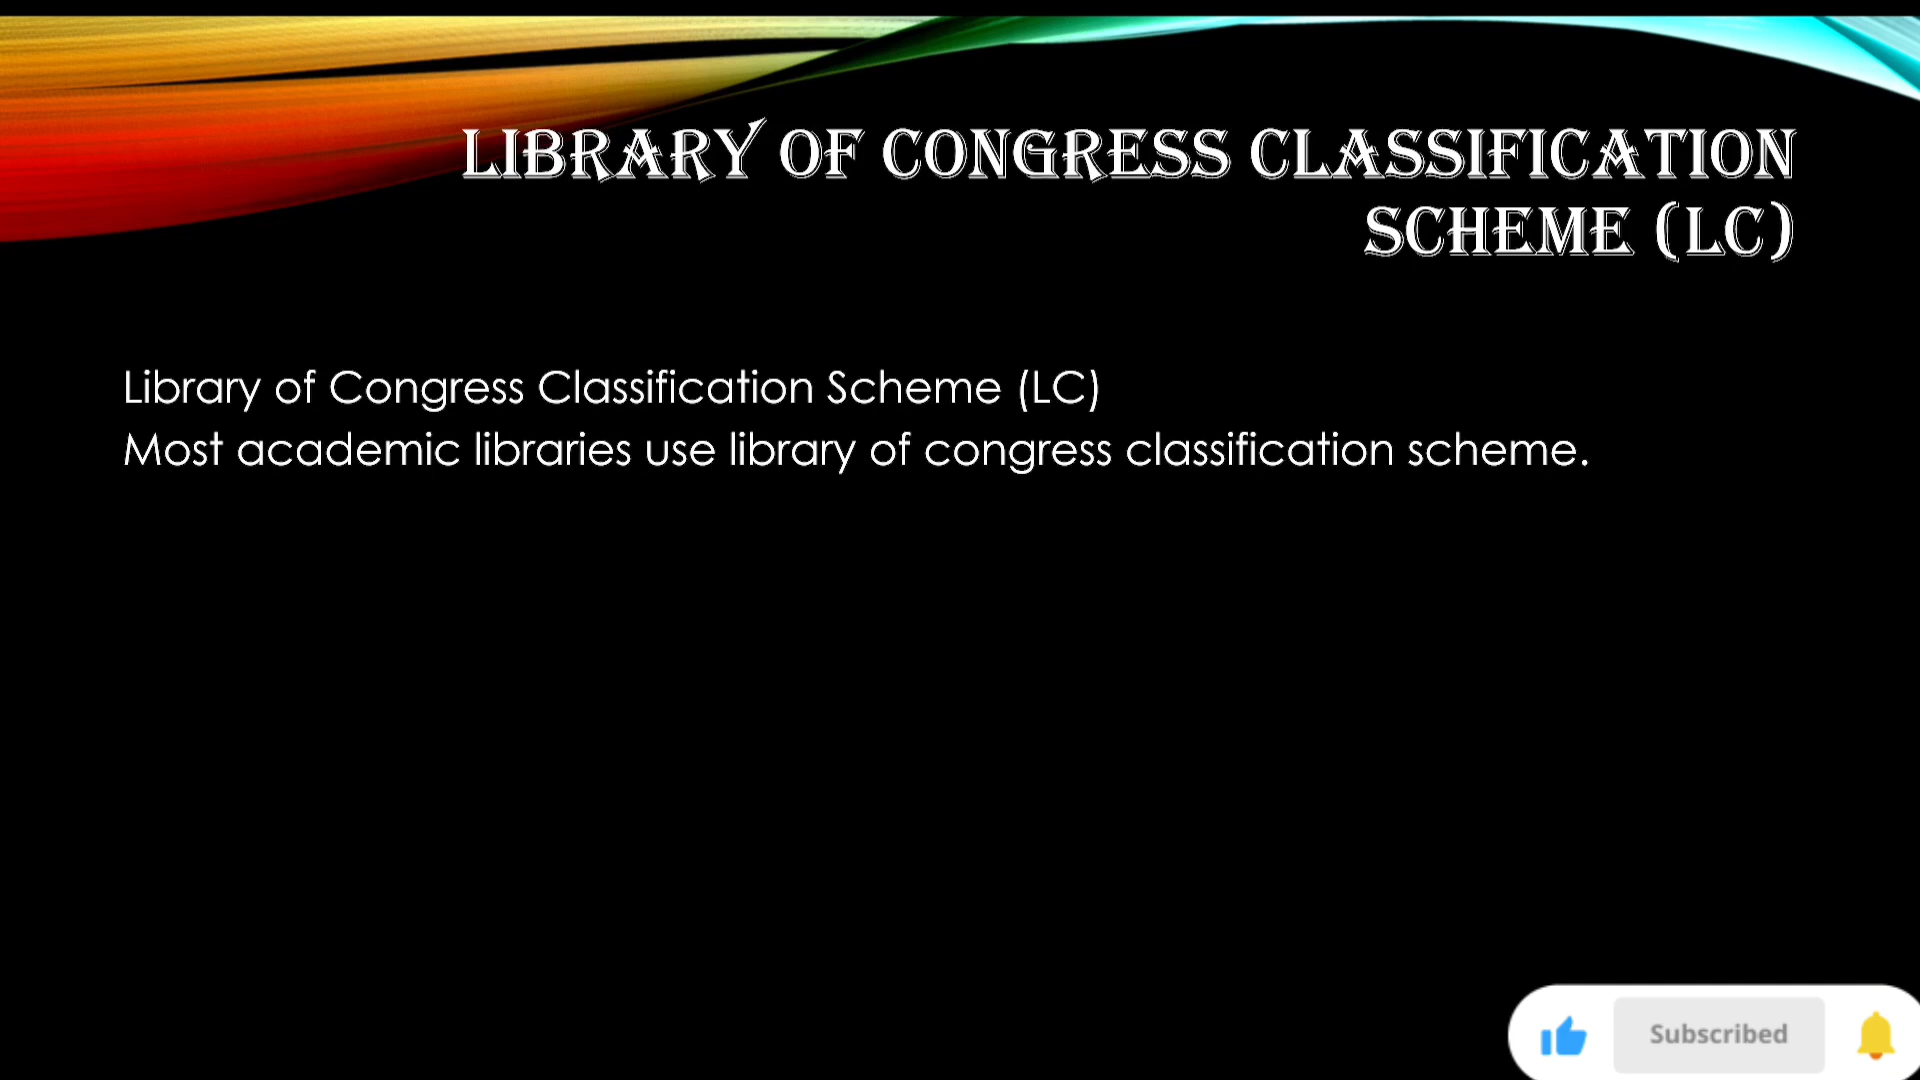 LIBRARY OF CONGRESS CLASSIFICATION
SCHEME (LC)
Library of Congress Classification Scheme (LC)
Most academic libraries use library of congress classification scheme.
Subscribed